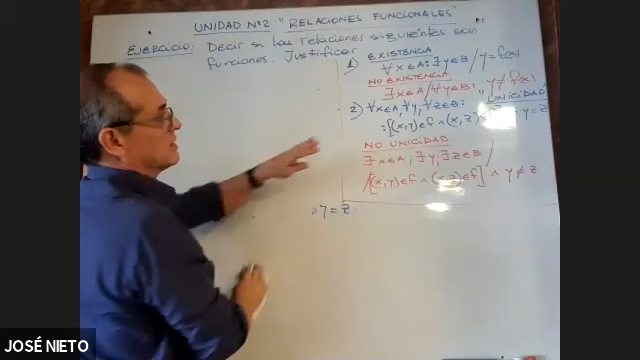 UNIDAD Nº2 "RELACIONES FUNCIONALES"
EJERCICIO: Decir si las relaciones siguientes son
funciones. Justificar
1) EXISTENCIA
∀x∈A: ∃y∈B / y=f(x)
NO EXISTENCIA
∃x∈A / ∀y∈B: y≠f(x)
2) ∀x∈A, ∀y, ∀z∈B: "UNICIDAD
:[(x,y)∈f ∧ (x,z)∈ y=z
NO UNICIDAD
∃x∈A, ∃y, ∃z∈B /
/[(x,y)∈f ∧ (x,z)∈f] ∧ y≠z
⇒y=z
JOSÉ NIETO